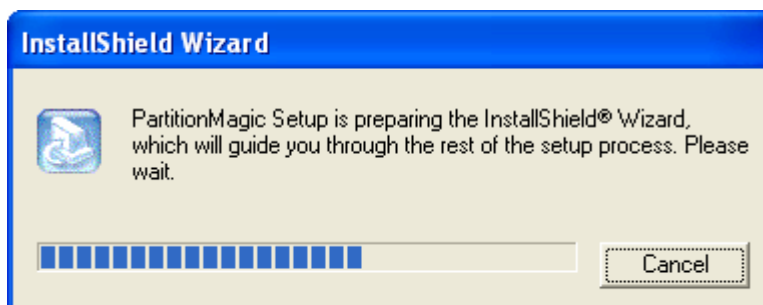 InstallShield Wizard
PartitionMagic Setup is preparing the InstallShield® Wizard,
which will guide you through the rest of the setup process. Please
wait.
Cancel